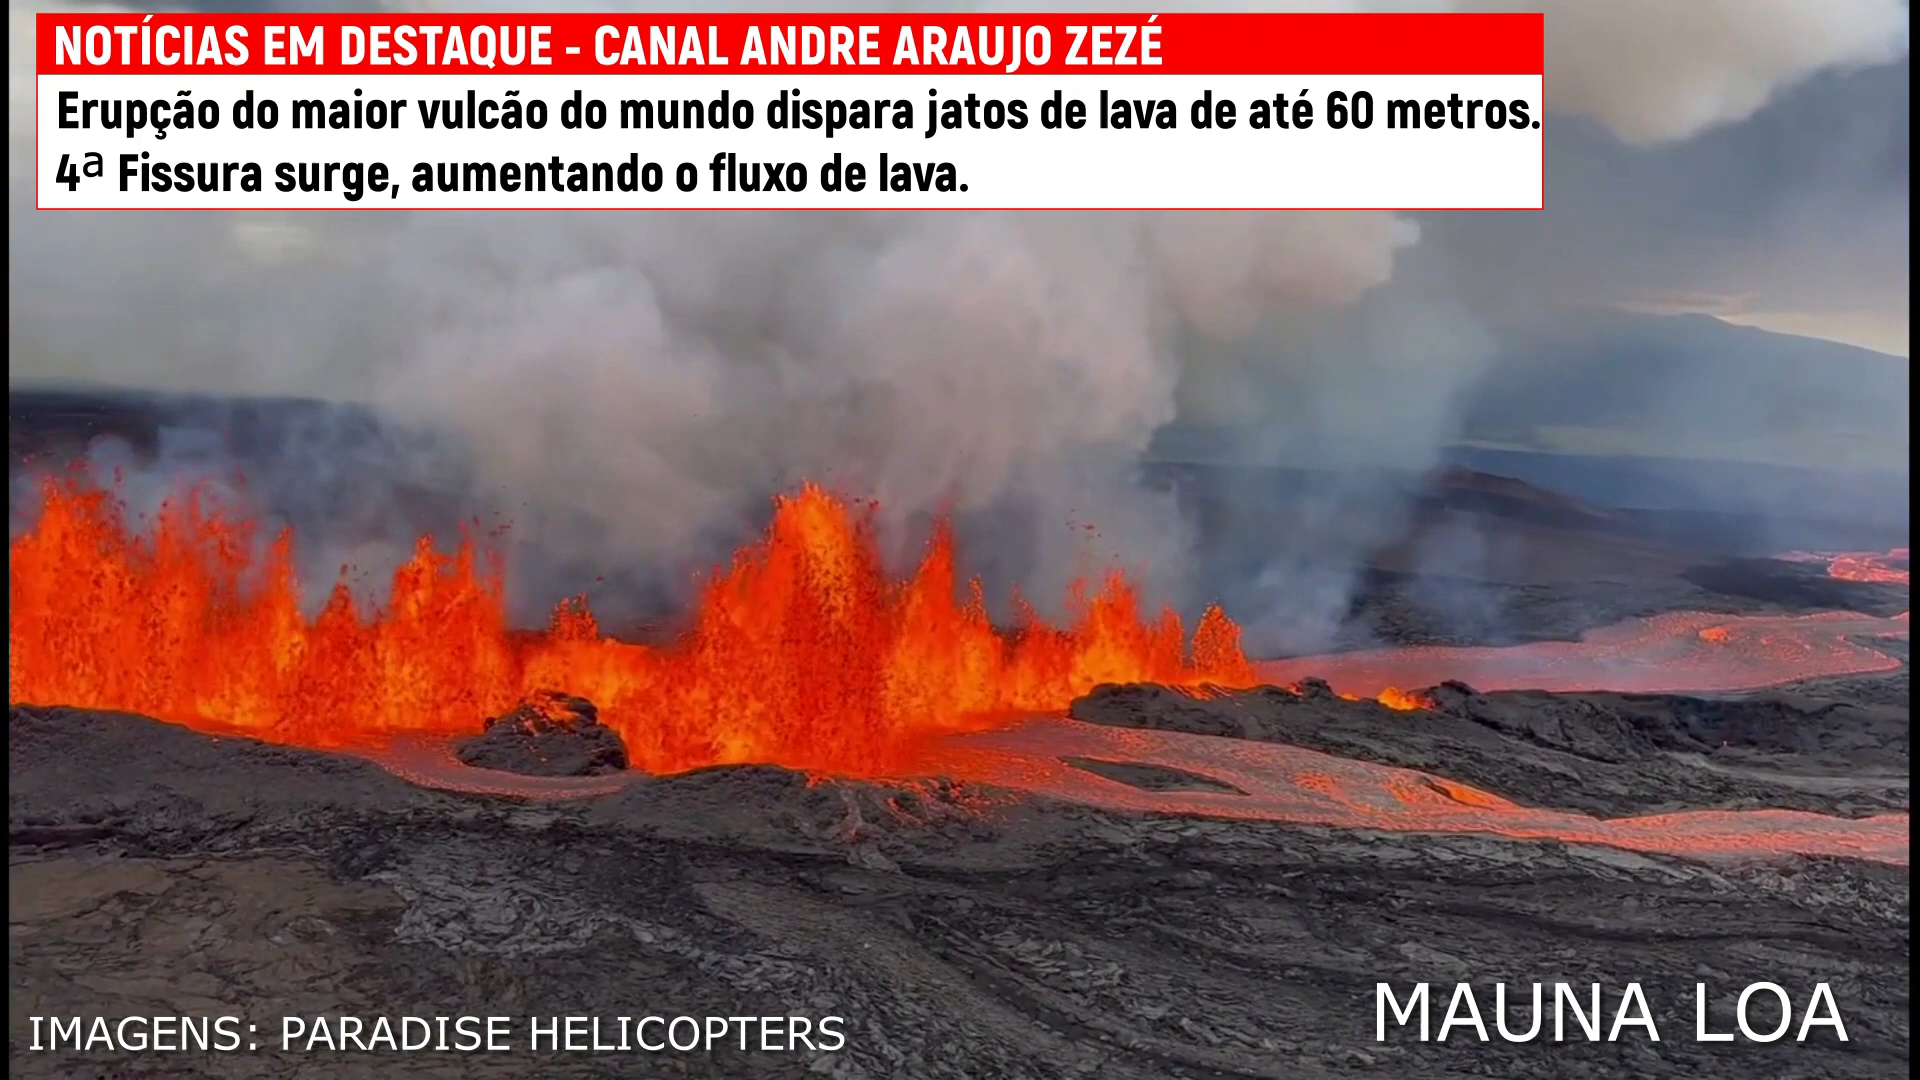 NOTÍCIAS EM DESTAQUE - CANAL ANDRE ARAUJO ZEZÉ
Erupção do maior vulcão do mundo dispara jatos de lava de até 60 metros.
4ª Fissura surge, aumentando o fluxo de lava.
IMAGENS: PARADISE HELICOPTERS
MAUNA LOA